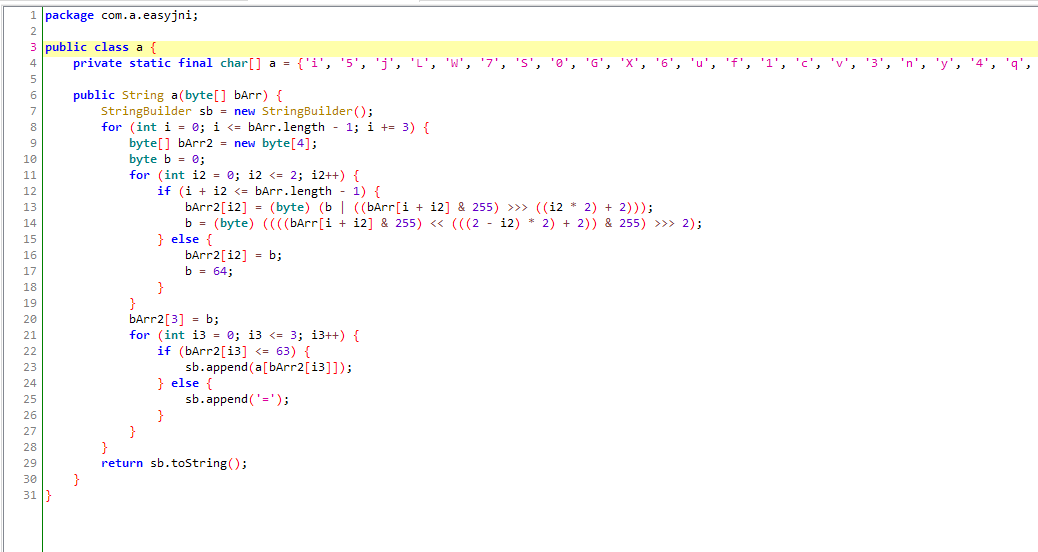 1 package com.a.easyjni;
2
3 public class a {
4     private static final char[] a = {'i', '5', 'j', 'L', 'W', '7', 'S', '0', 'G', 'X', '6', 'u', 'f', '1', 'c', 'v', '3', 'n', 'y', '4', 'q',
5
6     public String a(byte[] bArr) {
7         StringBuilder sb = new StringBuilder();
8         for (int i = 0; i <= bArr.length - 1; i += 3) {
9             byte[] bArr2 = new byte[4];
10             byte b = 0;
11             for (int i2 = 0; i2 <= 2; i2++) {
12                 if (i + i2 <= bArr.length - 1) {
13                     bArr2[i2] = (byte) (b | ((bArr[i + i2] & 255) >>> ((i2 * 2) + 2)));
14                     b = (byte) ((((bArr[i + i2] & 255) << (((2 - i2) * 2) + 2)) & 255) >>> 2);
15                 } else {
16                     bArr2[i2] = b;
17                     b = 64;
18                 }
19             }
20             bArr2[3] = b;
21             for (int i3 = 0; i3 <= 3; i3++) {
22                 if (bArr2[i3] <= 63) {
23                     sb.append(a[bArr2[i3]]);
24                 } else {
25                     sb.append('=');
26                 }
27             }
28         }
29         return sb.toString();
30     }
31 }